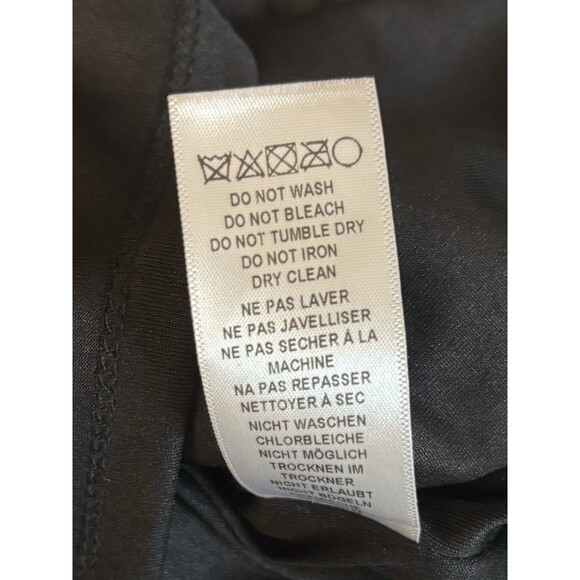 DO NOT WASH
DO NOT BLEACH
DO NOT TUMBLE DRY
DO NOT IRON
DRY CLEAN
NE PAS LAVER
NE PAS JAVELLISER
NE PAS SECHER À LA
MACHINE
NA PAS REPASSER
NETTOYER À SEC
NICHT WASCHEN
CHLORBLEICHE
NICHT MÖGLICH
TROCKNEN IM
TROCKNER
NICHT ERLAUBT
NICHT BÜGELN